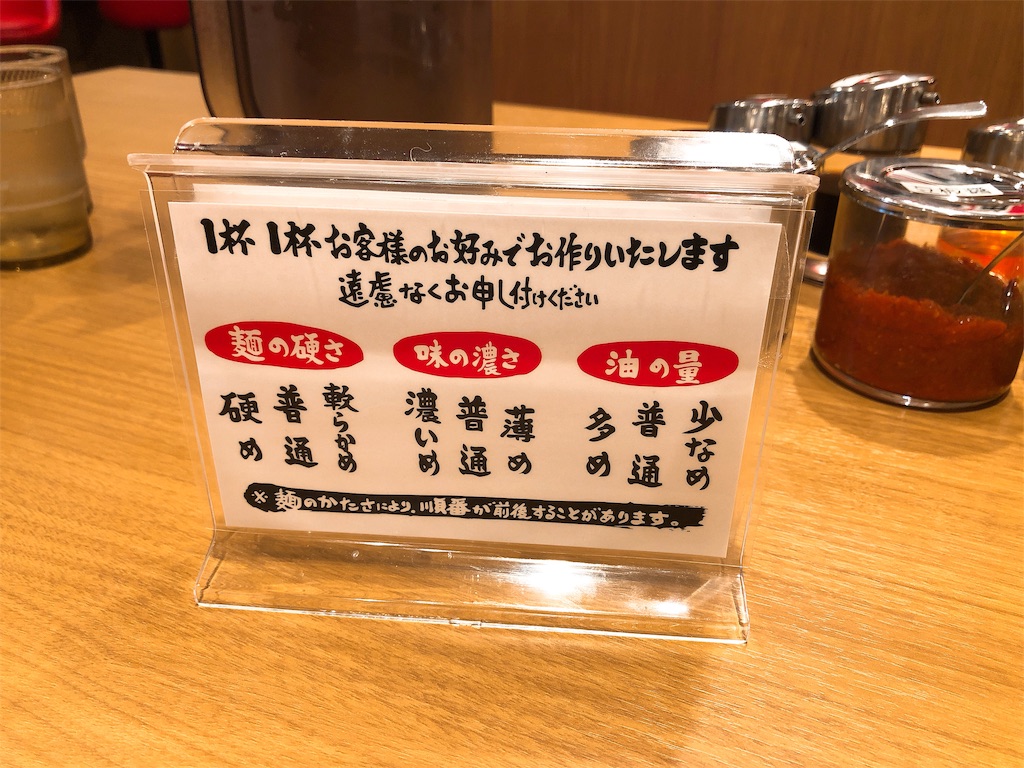 1杯1杯お客様のお好みでお作りいたします
遠慮なくお申し付けください
麺の硬さ
軟らかめ
普通
硬め
味の濃さ
薄め
普通
濃いめ
油の量
少なめ
普通
多め
※麺のかたさにより、順番が前後することがあります。